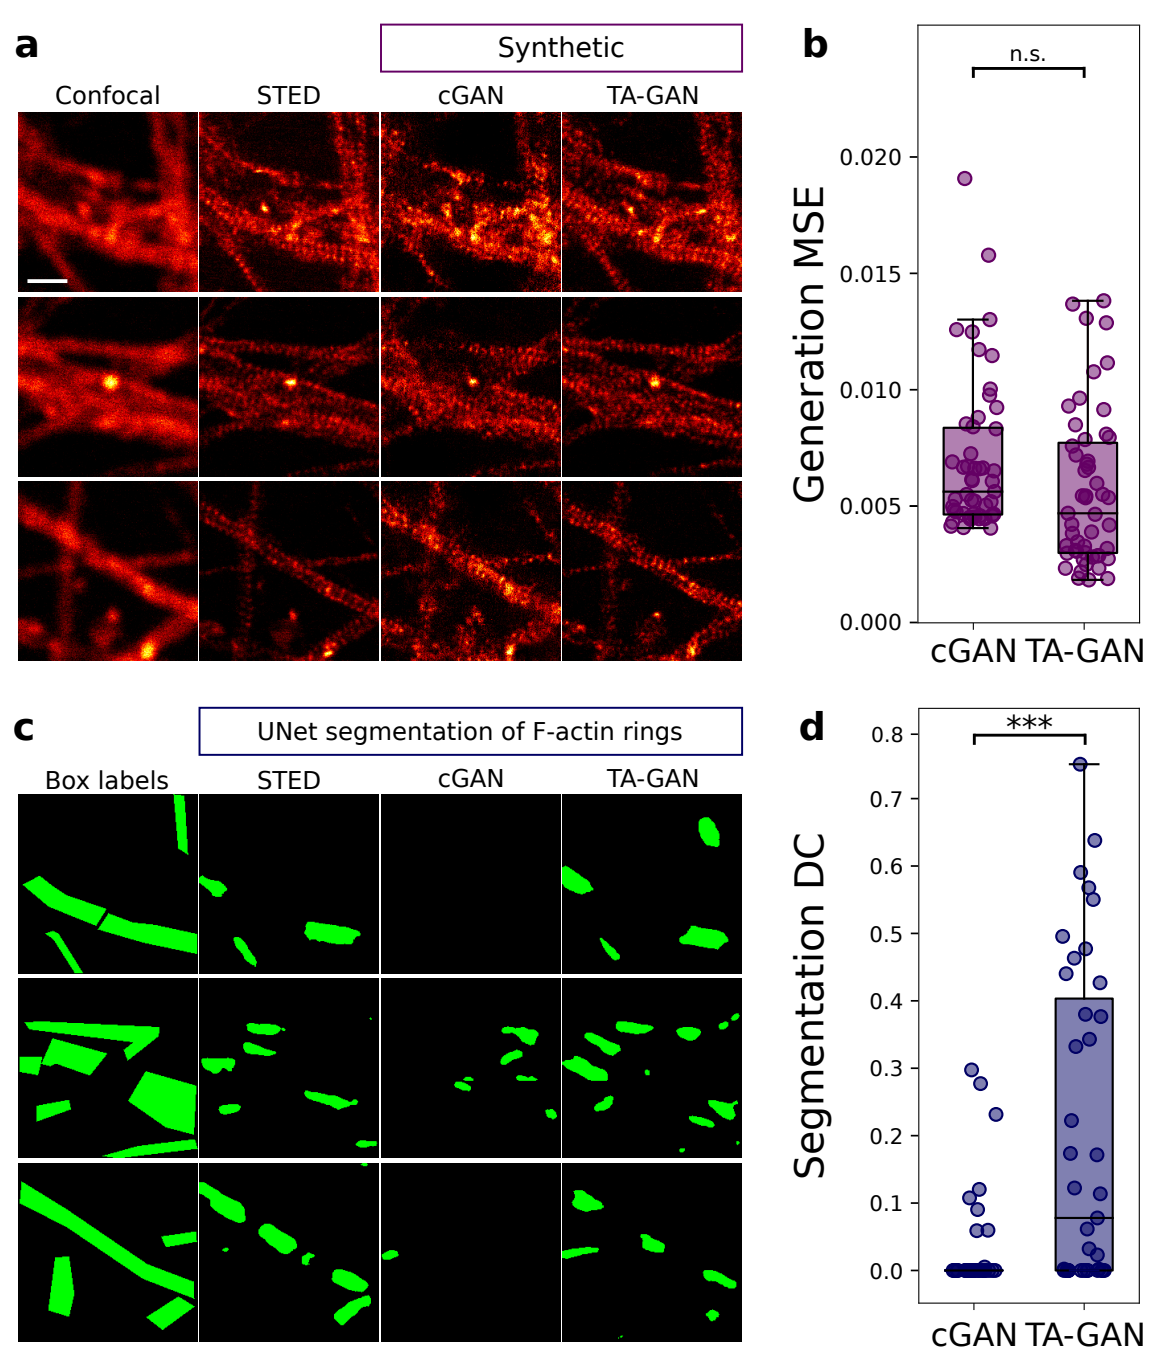 a
Synthetic
Confocal STED cGAN TA-GAN
b
n.s.
Generation MSE
0.020
0.015
0.010
0.005
0.000
cGAN TA-GAN
c
UNet segmentation of F-actin rings
Box labels STED cGAN TA-GAN
d
***
Segmentation DC
0.8
0.7
0.6
0.5
0.4
0.3
0.2
0.1
0.0
cGAN TA-GAN